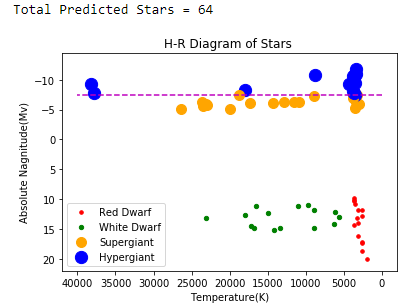 Total Predicted Stars = 64
H-R Diagram of Stars
Absolute Nagnitude(Mv)
−10
−5
0
5
10
15
20
Red Dwarf
White Dwarf
Supergiant
Hypergiant
40000 35000 30000 25000 20000 15000 10000 5000 0
Temperature(K)